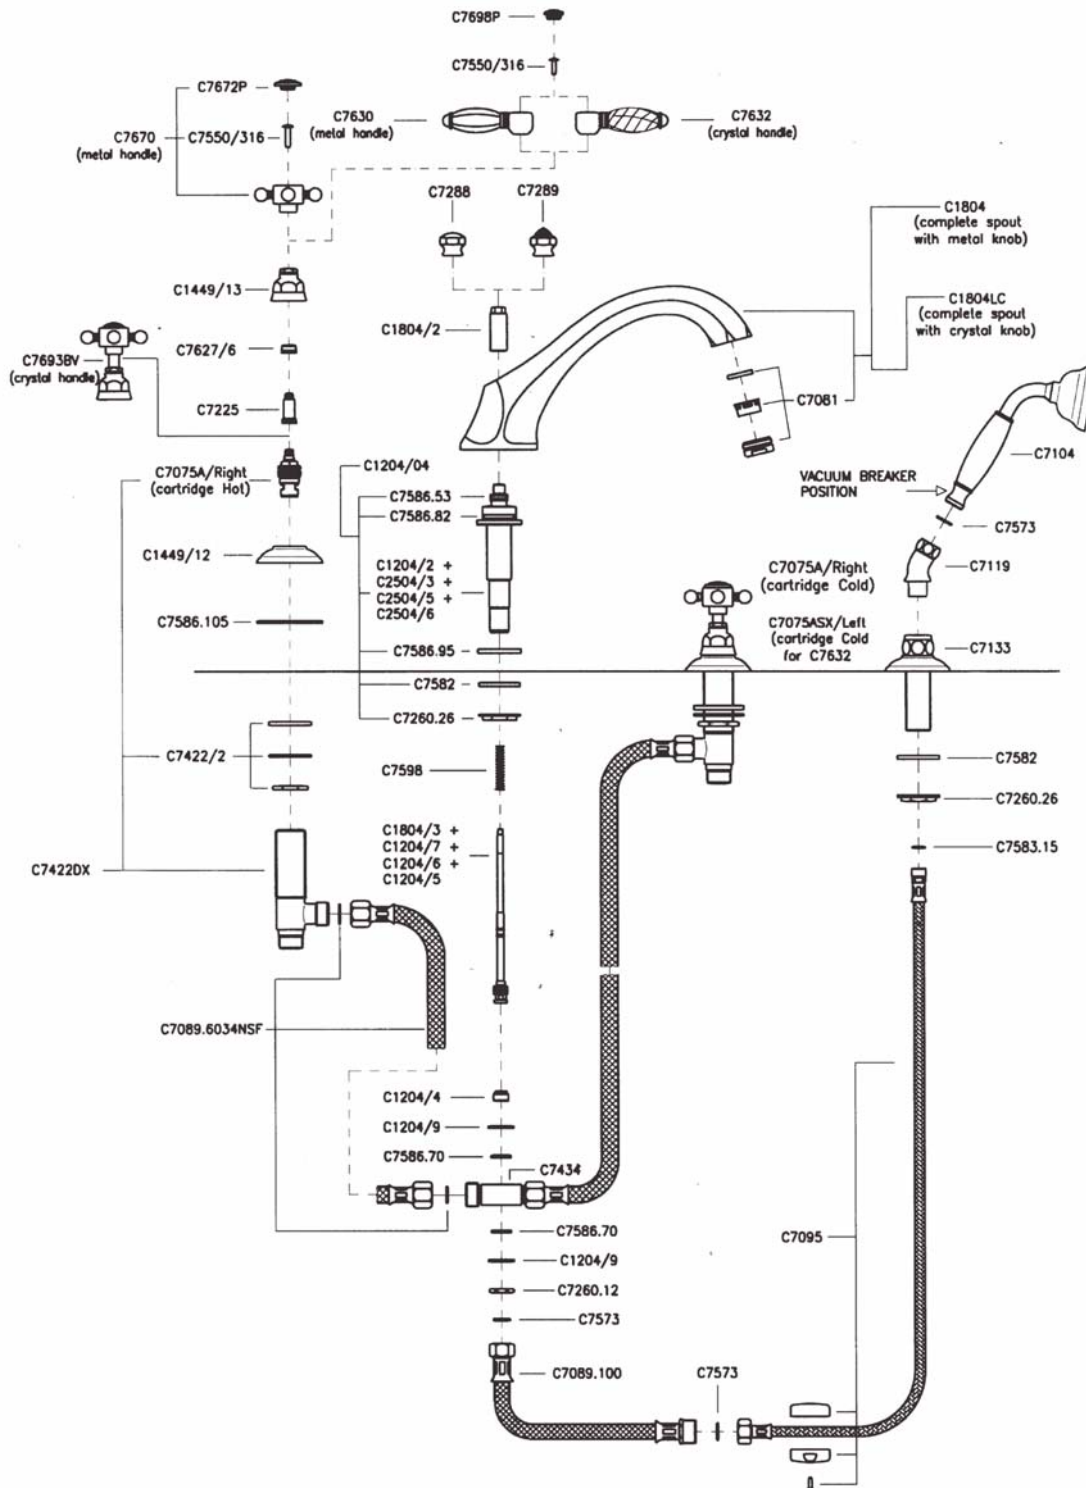 C7698P
C7550/316
C7672P
C7630
(metal handle)
C7632
(crystal handle)
C7670
(metal handle)
C7550/316
C7288
C7289
C1804
(complete spout
with metal knob)
C1449/13
C1804/2
C1804LC
(complete spout
with crystal knob)
C7627/6
C7693BV
(crystal handle)
C7081
C7225
C7104
C1204/04
C7075A/Right
(cartridge Hot)
VACUUM BREAKER
POSITION
C7586.53
C7586.82
C7573
C1449/12
C1204/2 +
C2504/3 +
C2504/5 +
C2504/6
C7075A/Right
(cartridge Cold)
C7119
C7586.105
C7075ASX/Left
(cartridge Cold
for C7632
C7586.95
C7133
C7582
C7260.26
C7422/2
C7598
C7582
C7260.26
C1804/3 +
C1204/7 +
C1204/6 +
C1204/5
C7583.15
C7422DX
C7089.6034NSF
C1204/4
C1204/9
C7586.70
C7434
C7586.70
C7095
C1204/9
C7260.12
C7573
C7089.100
C7573